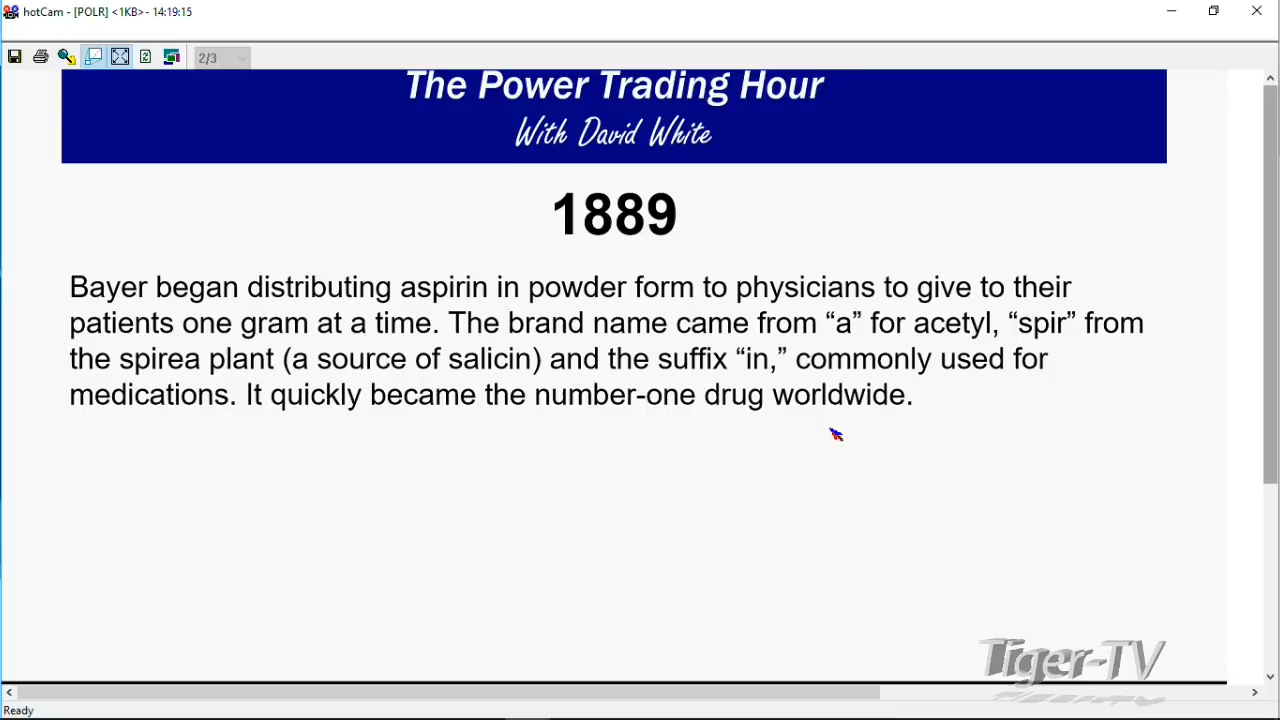 hotCam - [POLR] <1KB> - 14:19:15
2/3
The Power Trading Hour
With David White
1889
Bayer began distributing aspirin in powder form to physicians to give to their
patients one gram at a time. The brand name came from “a” for acetyl, “spir” from
the spirea plant (a source of salicin) and the suffix “in,” commonly used for
medications. It quickly became the number-one drug worldwide.
Tiger-TV
Ready